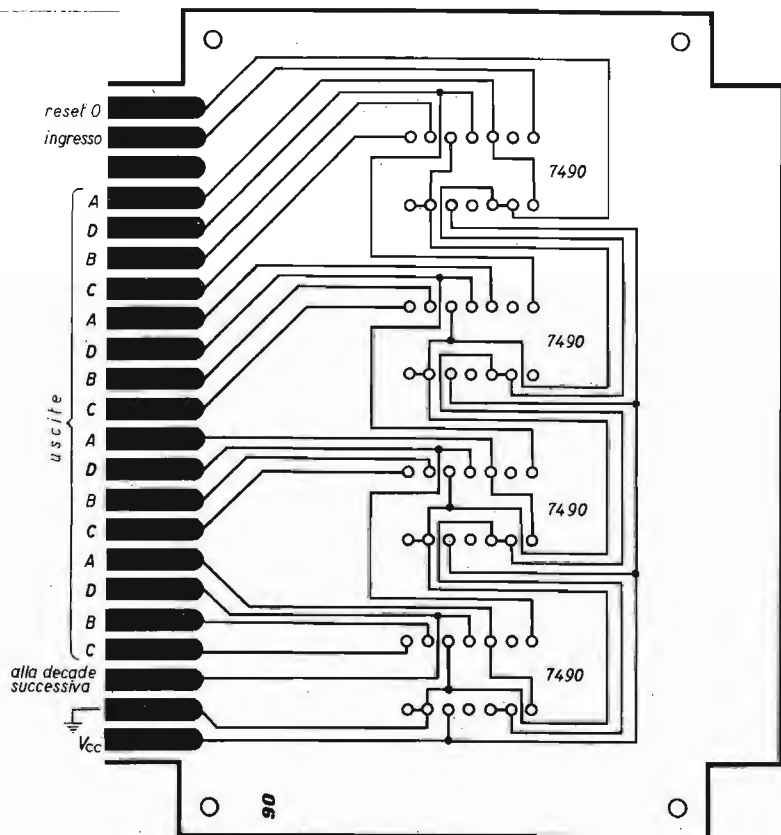 reset 0
ingresso
A
D
B
C
A
D
B
C
A
D
B
C
A
D
B
C
uscite
alla decade
successiva
Vcc
7490
7490
7490
7490
90